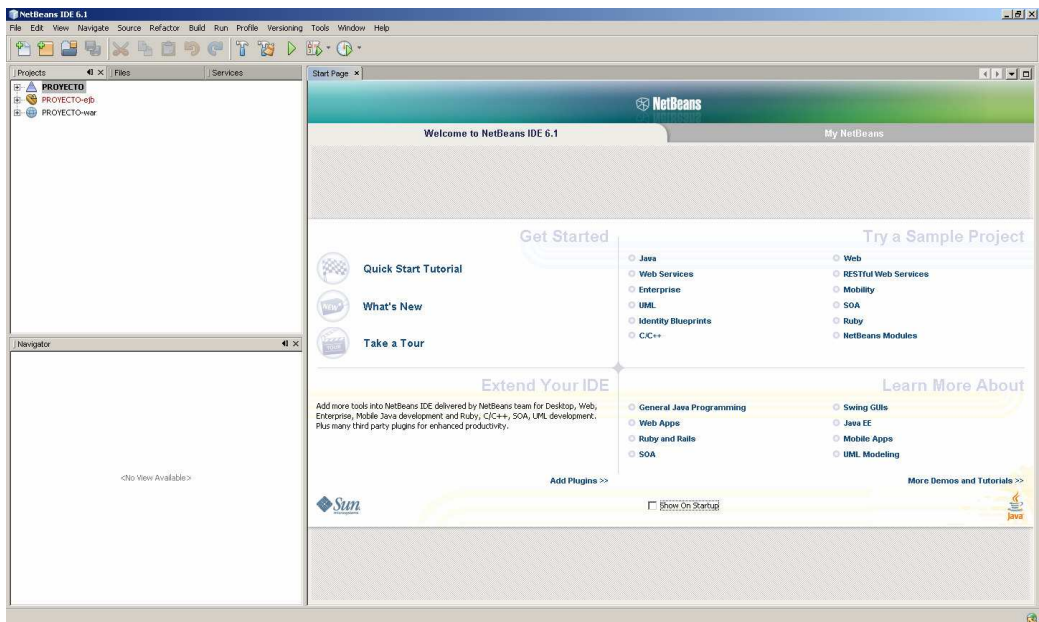 NetBeans IDE 6.1
File Edit View Navigate Source Refactor Build Run Profile Versioning Tools Window Help
Projects Files Services
PROYECTO
PROYECTO-ejb
PROYECTO-war
Start Page
NetBeans
Welcome to NetBeans IDE 6.1
My NetBeans
Get Started
Quick Start Tutorial
What's New
Take a Tour
Try a Sample Project
Java
Web Services
Enterprise
UML
Identity Blueprints
C/C++
Web
RESTful Web Services
Mobility
SOA
Ruby
NetBeans Modules
Extend Your IDE
Add more tools into NetBeans IDE delivered by NetBeans team for Desktop, Web,
Enterprise, Mobile Java development and Ruby, C/C++, SOA, UML development.
Plus many third party plugins for enhanced productivity.
Add Plugins >>
Learn More About
General Java Programming
Web Apps
Ruby and Rails
SOA
Swing GUIs
Java EE
Mobile Apps
UML Modeling
More Demos and Tutorials >>
Sun
Show On Startup
Java
Navigator
<No View Available>